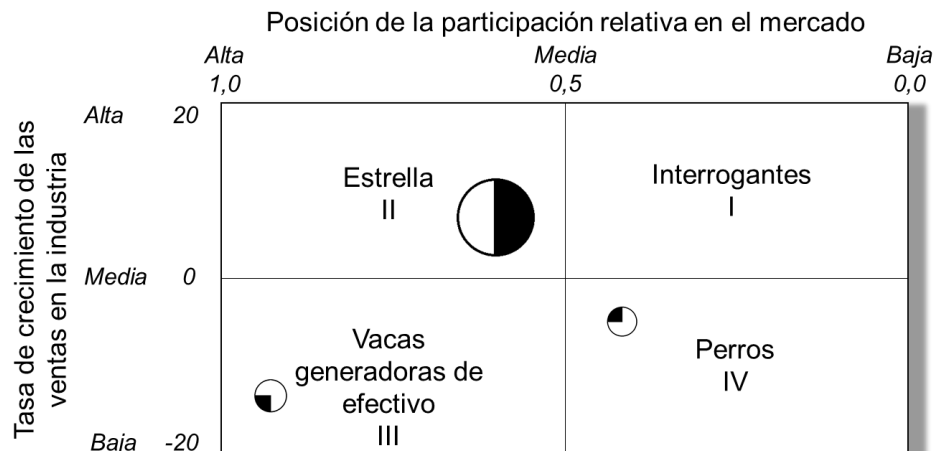 Posición de la participación relativa en el mercado
Alta Media Baja
1,0 0,5 0,0
Tasa de crecimiento de las
ventas en la industria
Alta 20
Estrella
II
Interrogantes
I
Media 0
Vacas
generadoras de
efectivo
III
Perros
IV
Baja -20